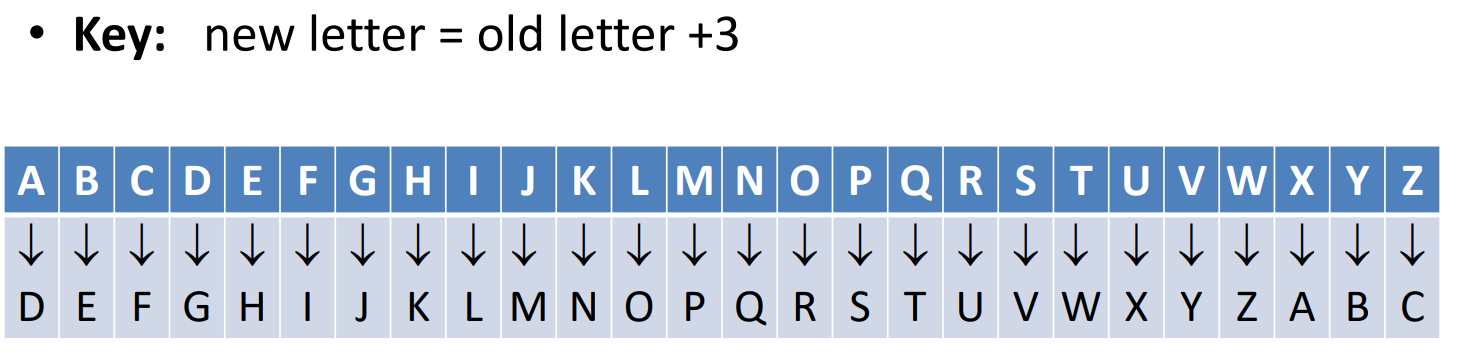 • Key: new letter = old letter +3
A B C D E F G H I J K L M N O P Q R S T U V W X Y Z
↓ ↓ ↓ ↓ ↓ ↓ ↓ ↓ ↓ ↓ ↓ ↓ ↓ ↓ ↓ ↓ ↓ ↓ ↓ ↓ ↓ ↓ ↓ ↓ ↓ ↓
D E F G H I J K L M N O P Q R S T U V W X Y Z A B C